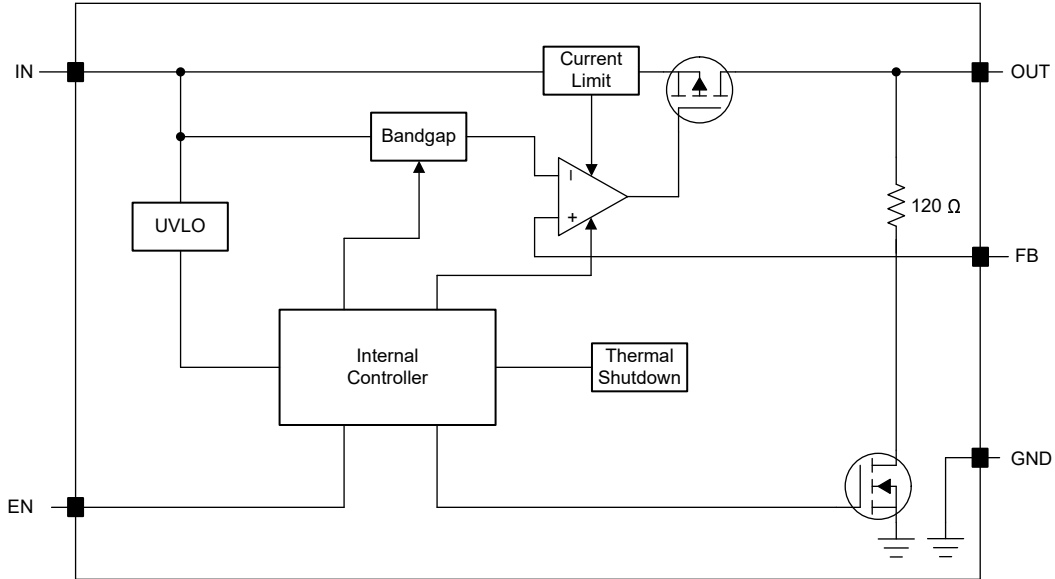 Current
Limit
IN
OUT
Bandgap
–
+
120 Ω
UVLO
FB
Internal
Controller
Thermal
Shutdown
GND
EN